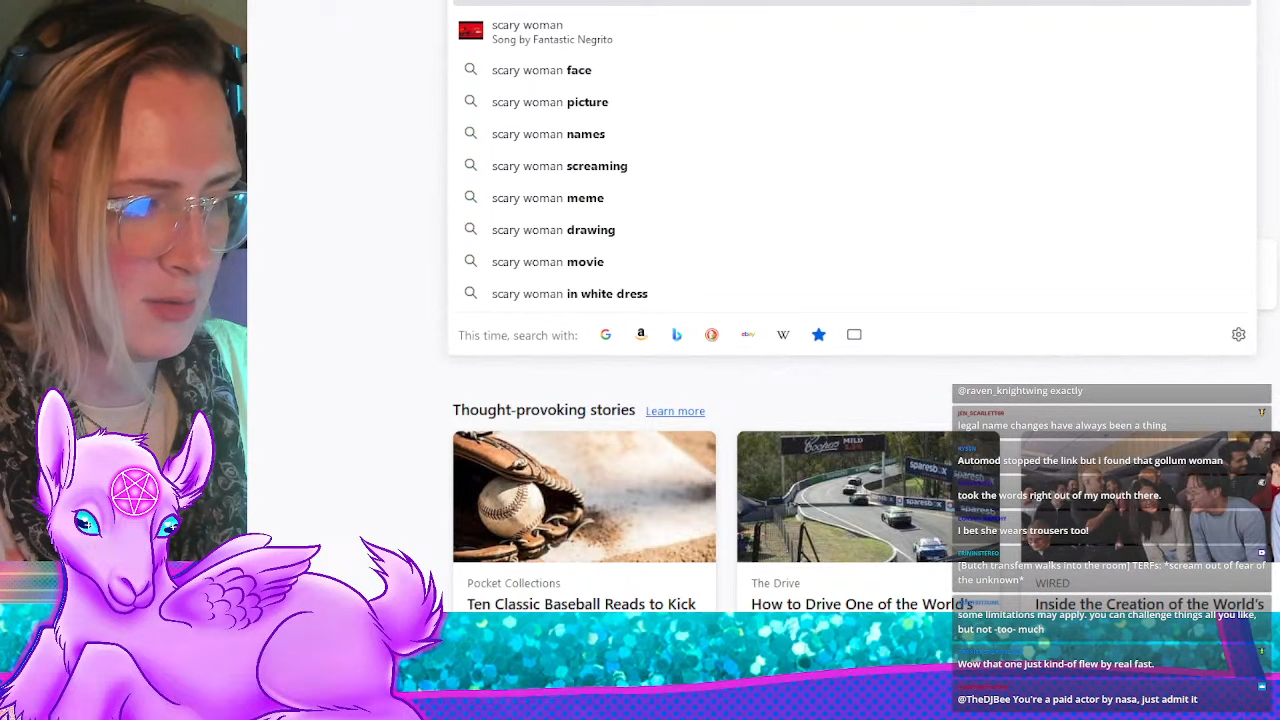 scary woman
Song by Fantastic Negrito
scary woman face
scary woman picture
scary woman names
scary woman screaming
scary woman meme
scary woman drawing
scary woman movie
scary woman in white dress
This time, search with:
Thought-provoking stories Learn more
Pocket Collections
Ten Classic Baseball Reads to Kick
The Drive
How to Drive One of the World's
WIRED
Inside the Creation of the World's
@raven_knightwing exactly
JEN_SCARLETT69
legal name changes have always been a thing
Automod stopped the link but i found that gollum woman
took the words right out of my mouth there.
I bet she wears trousers too!
[Butch transfem walks into the room] TERFs: *scream out of fear of
the unknown*
some limitations may apply. you can challenge things all you like,
but not -too- much
Wow that one just kind-of flew by real fast.
@TheDJBee You're a paid actor by nasa, just admit it